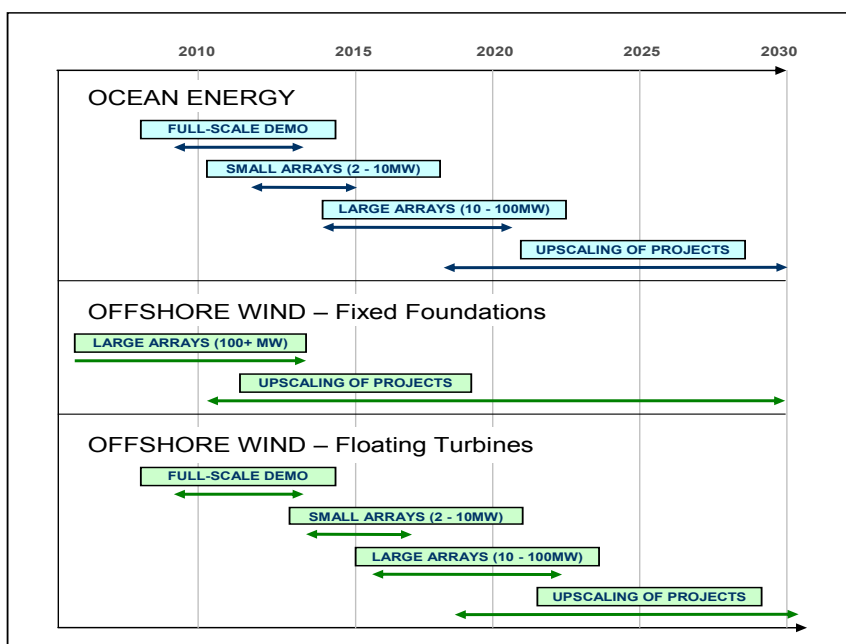 2010 2015 2020 2025 2030
OCEAN ENERGY
FULL-SCALE DEMO
SMALL ARRAYS (2 - 10MW)
LARGE ARRAYS (10 - 100MW)
UPSCALING OF PROJECTS
OFFSHORE WIND – Fixed Foundations
LARGE ARRAYS (100+ MW)
UPSCALING OF PROJECTS
OFFSHORE WIND – Floating Turbines
FULL-SCALE DEMO
SMALL ARRAYS (2 - 10MW)
LARGE ARRAYS (10 - 100MW)
UPSCALING OF PROJECTS